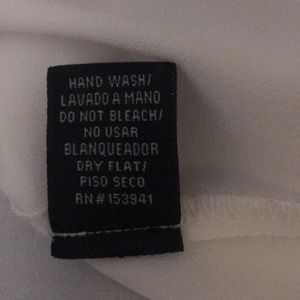 HAND WASH/
LAVADO A MANO
DO NOT BLEACH/
NO USAR
BLANQUEADOR
DRY FLAT/
PISO SECO
RN#153941